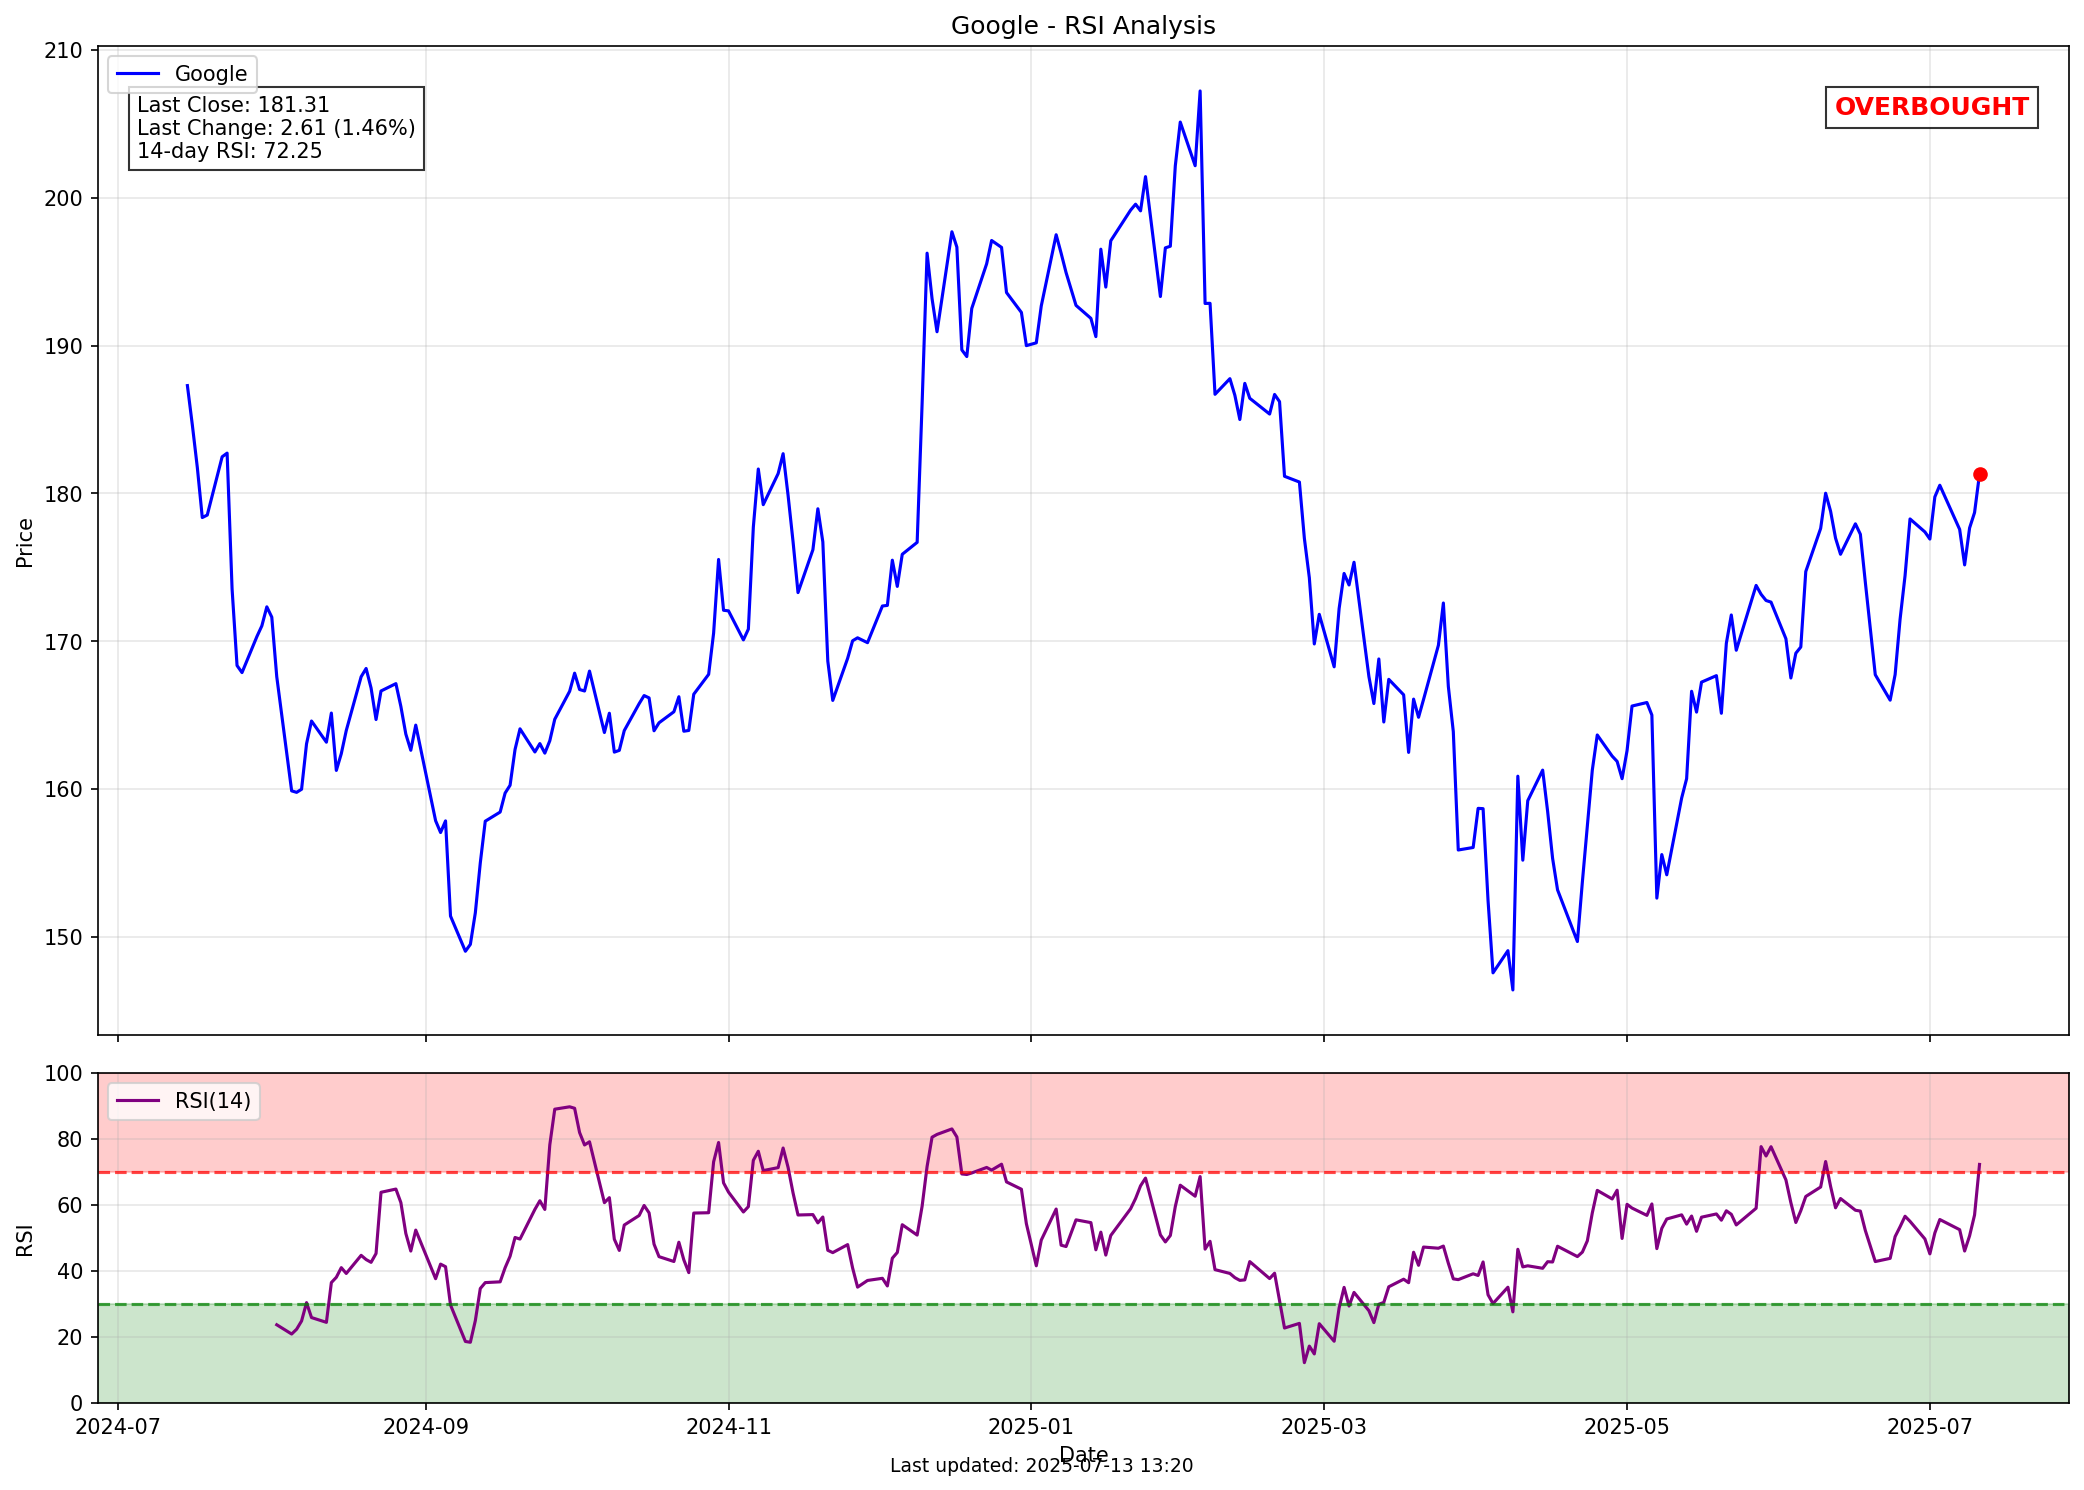 Google - RSI Analysis
210
200
190
180
170
160
150
Price
Google
Last Close: 181.31
Last Change: 2.61 (1.46%)
14-day RSI: 72.25
OVERBOUGHT
100
80
60
40
20
0
RSI
RSI(14)
2024-07
2024-09
2024-11
2025-01
2025-03
2025-05
2025-07
Date
Last updated: 2025-07-13 13:20